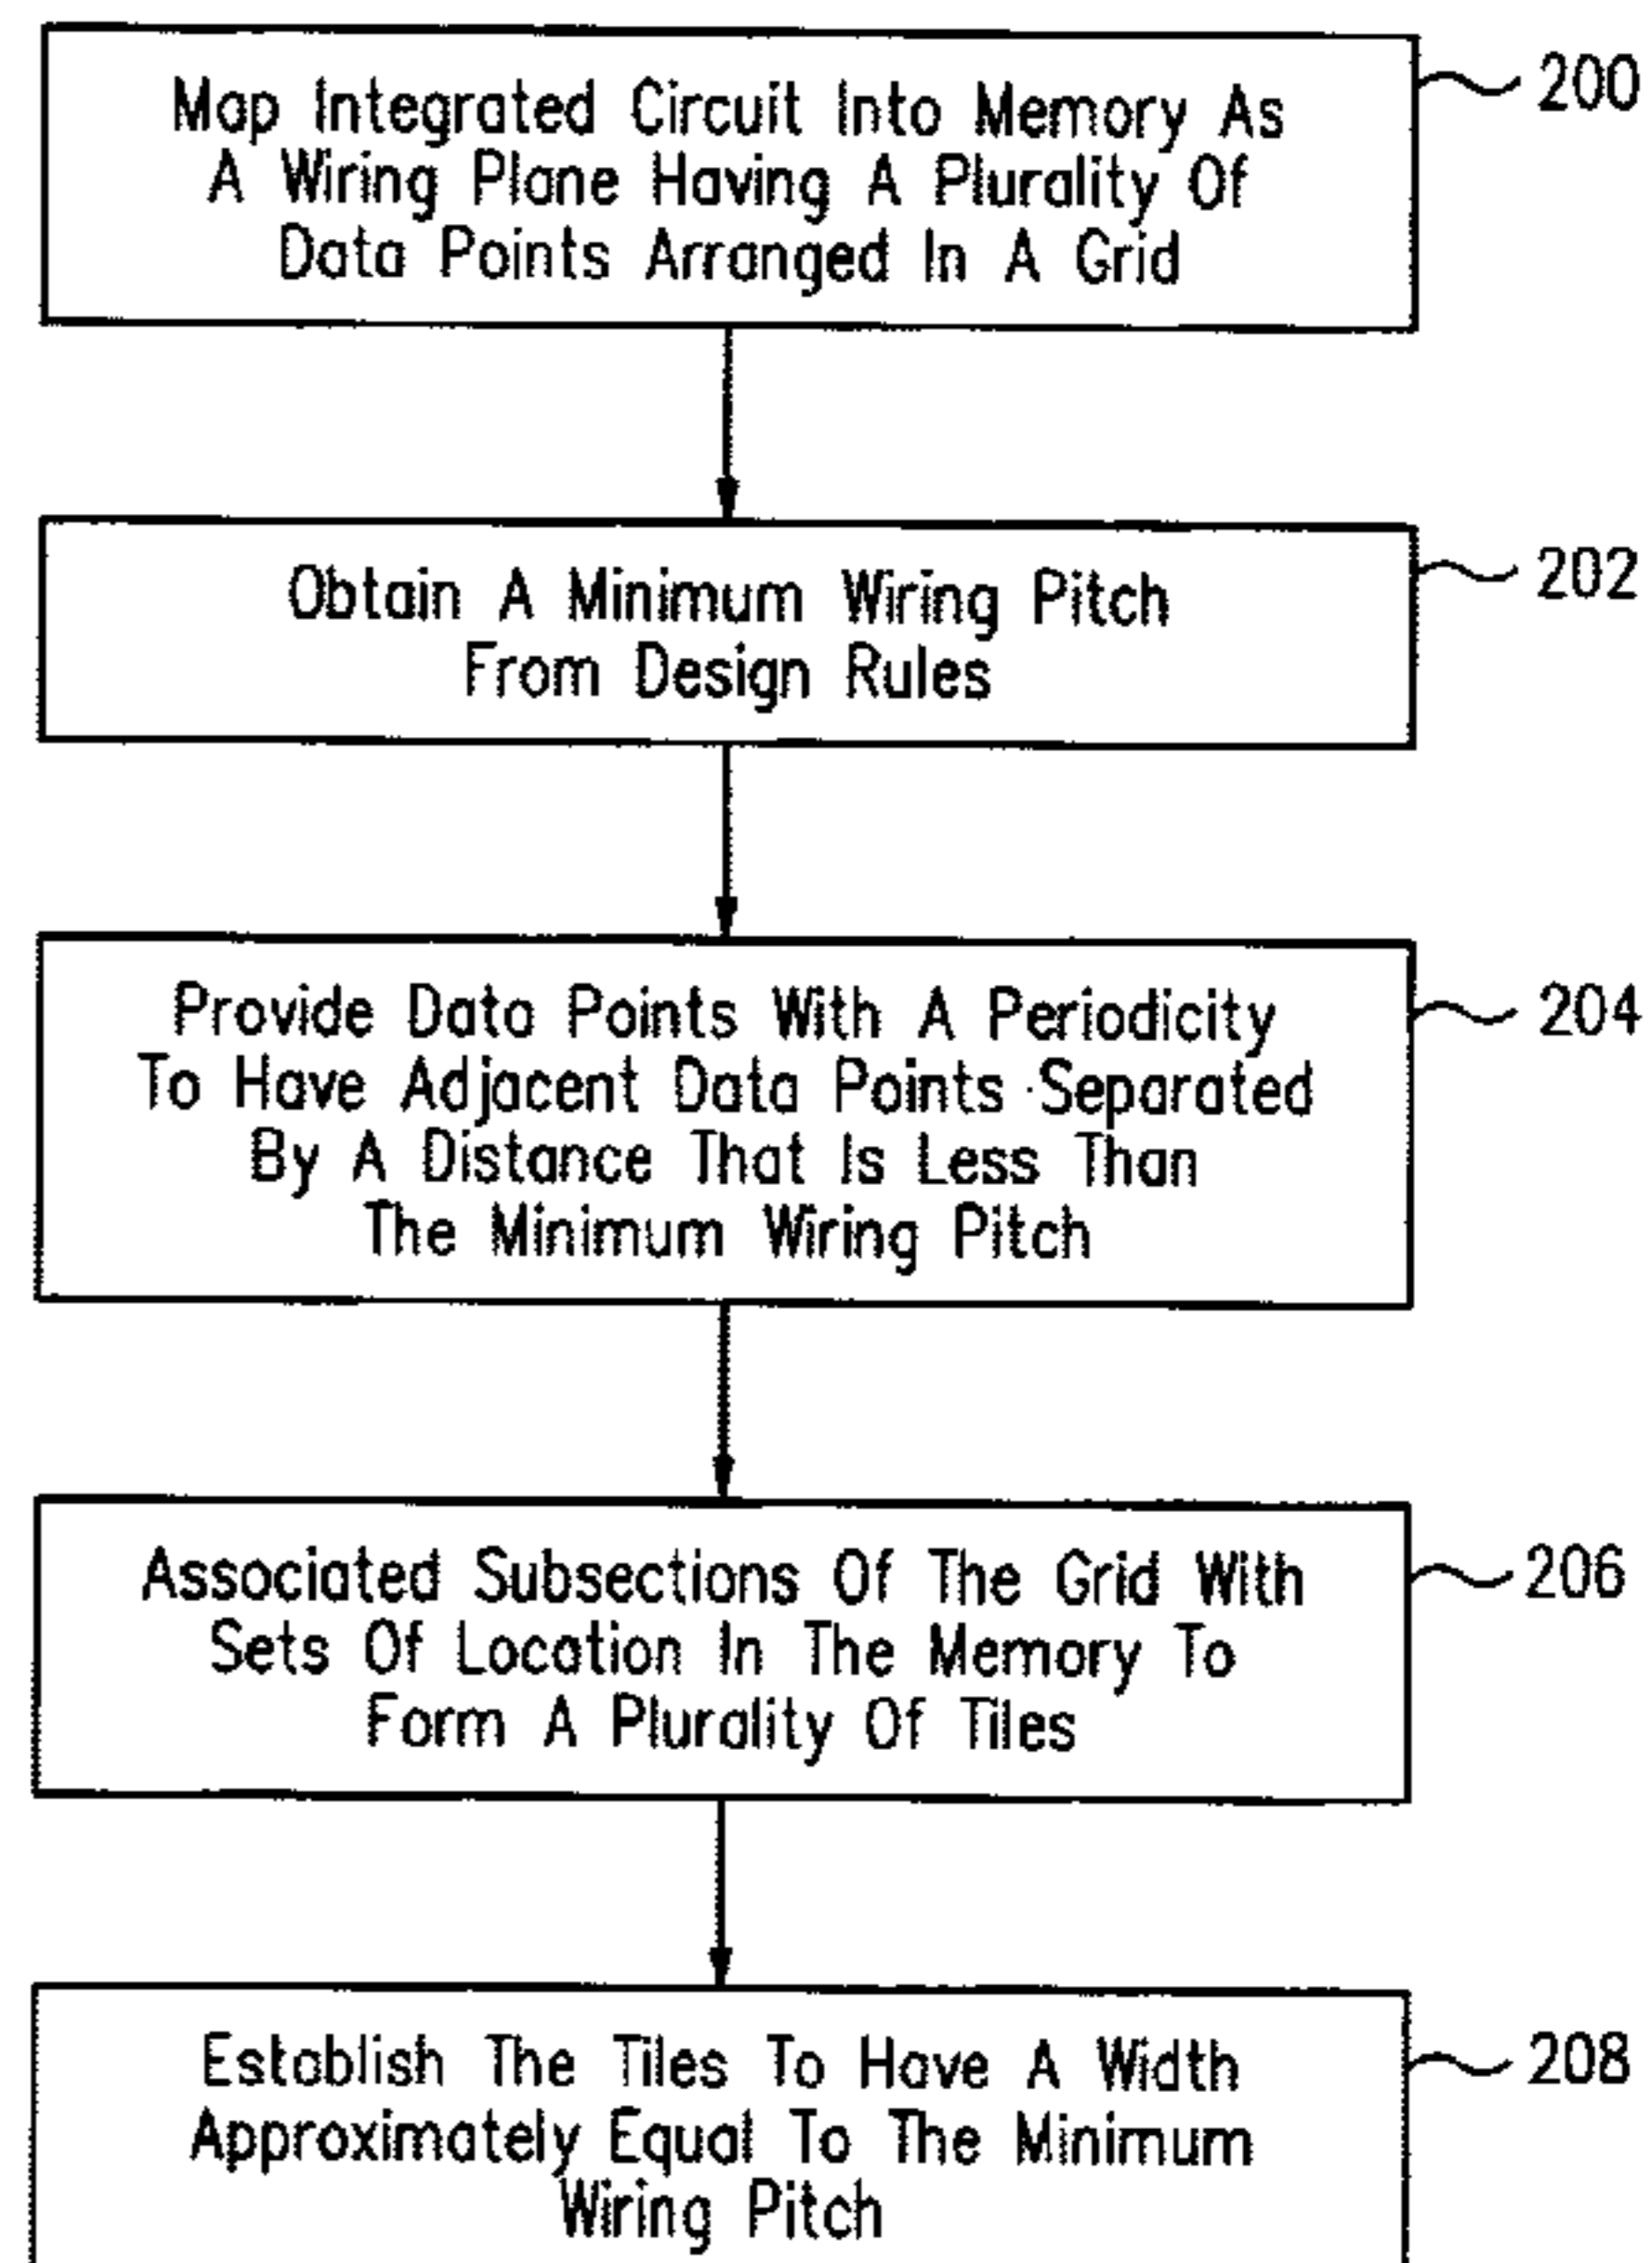 Map Integrated Circuit Into Memory As
A Wiring Plane Having A Plurality Of
Data Points Arranged In A Grid
200
Obtain A Minimum Wiring Pitch
From Design Rules
202
Provide Data Points With A Periodicity
To Have Adjacent Data Points Separated
By A Distance That Is Less Than
The Minimum Wiring Pitch
204
Associated Subsections Of The Grid With
Sets Of Location In The Memory To
Form A Plurality Of Tiles
206
Establish The Tiles To Have A Width
Approximately Equal To The Minimum
Wiring Pitch
208